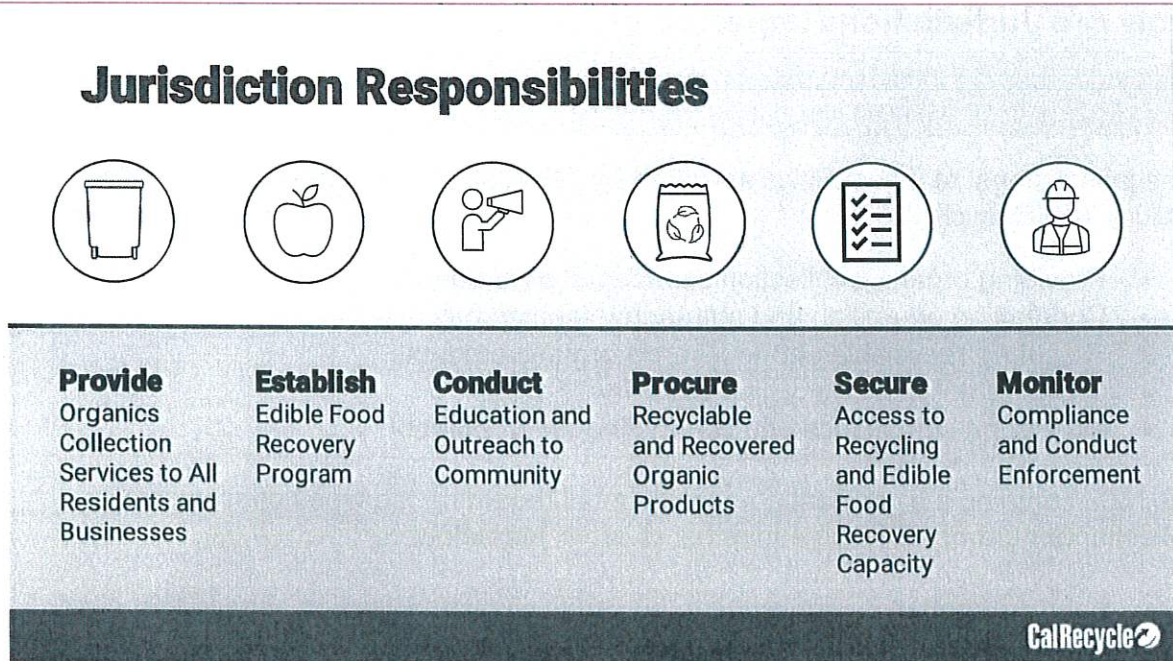 Jurisdiction Responsibilities
Provide
Organics
Collection
Services to All
Residents and
Businesses
Establish
Edible Food
Recovery
Program
Conduct
Education and
Outreach to
Community
Procure
Recyclable
and Recovered
Organic
Products
Secure
Access to
Recycling
and Edible
Food
Recovery
Capacity
Monitor
Compliance
and Conduct
Enforcement
CalRecycle